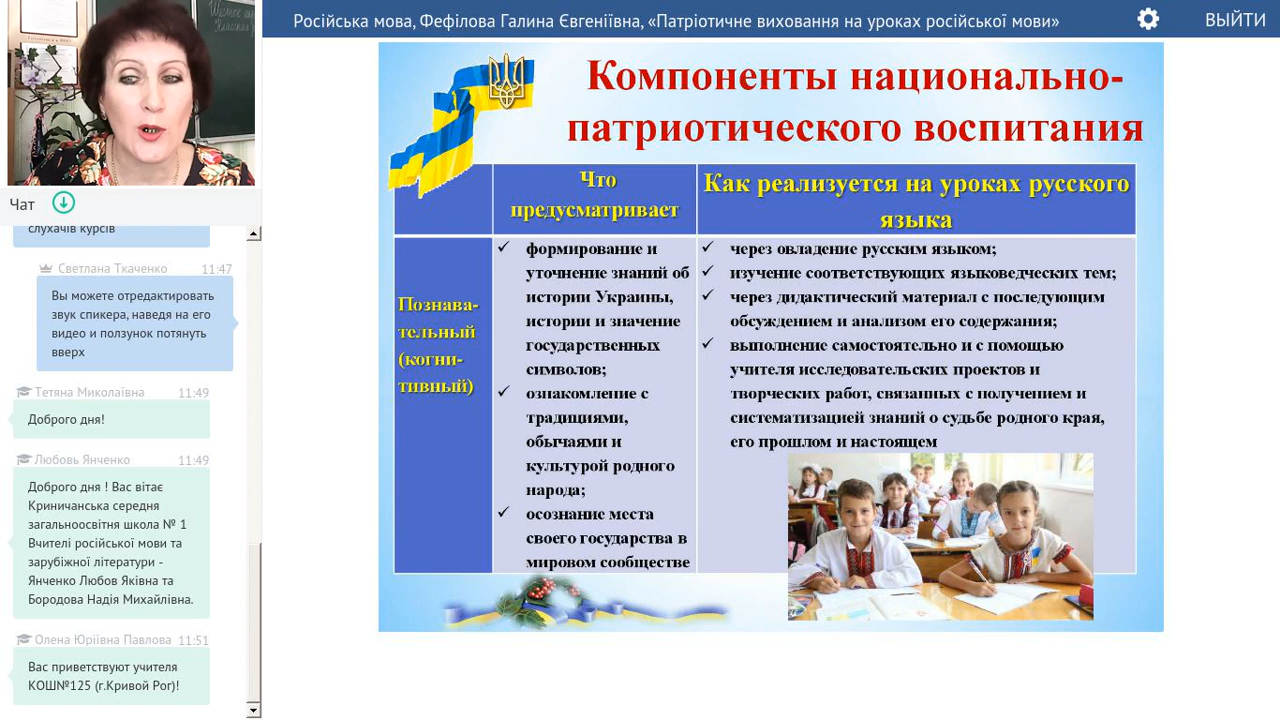 Російська мова, Фефілова Галина Євгеніївна, «Патріотичне виховання на уроках російської мови»
ВЫЙТИ
Чат
слухачів курсів
Светлана Ткаченко 11:47
Вы можете отредактировать
звук спикера, наведя на его
видео и ползунок потянуть
вверх
Тетяна Миколаївна 11:49
Доброго дня!
Любовь Янченко 11:49
Доброго дня ! Вас вітає
Криничанська середня
загальноосвітня школа № 1
Вчителі російської мови та
зарубіжної літератури -
Янченко Любов Яківна та
Бородова Надія Михайлівна.
Олена Юріївна Павлова 11:51
Вас приветствуют учителя
КОШ№125 (г.Кривой Рог)!
Компоненты национально-
патриотического воспитания
Что
предусматривает
Как реализуется на уроках русского
языка
Познава-
тельный
(когни-
тивный)
формирование и
уточнение знаний об
истории Украины,
истории и значение
государственных
символов;
ознакомление с
традициями,
обычаями и
культурой родного
народа;
осознание места
своего государства в
мировом сообществе
через овладение русским языком;
изучение соответствующих языковедческих тем;
через дидактический материал с последующим
обсуждением и анализом его содержания;
выполнение самостоятельно и с помощью
учителя исследовательских проектов и
творческих работ, связанных с получением и
систематизацией знаний о судьбе родного края,
его прошлом и настоящем